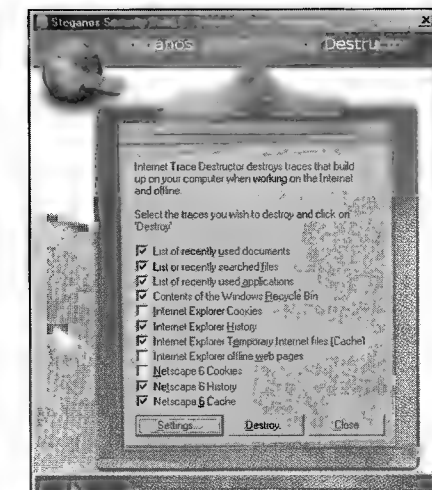 Steganos
anos Destru
Internet Trace Destructor destroys traces that build
up on your computer when working on the Internet
and offline.
Select the traces you wish to destroy and click on
'Destroy'
List of recently used documents
List or recently searched files
List of recently used applications
Contents of the Windows Recycle Bin
Internet Explorer Cookies
Internet Explorer History
Internet Explorer Temporary Internet files (Cache)
Internet Explorer offline web pages
Netscape 6 Cookies
Netscape 6 History
Netscape 6 Cache
Settings... Destroy Close